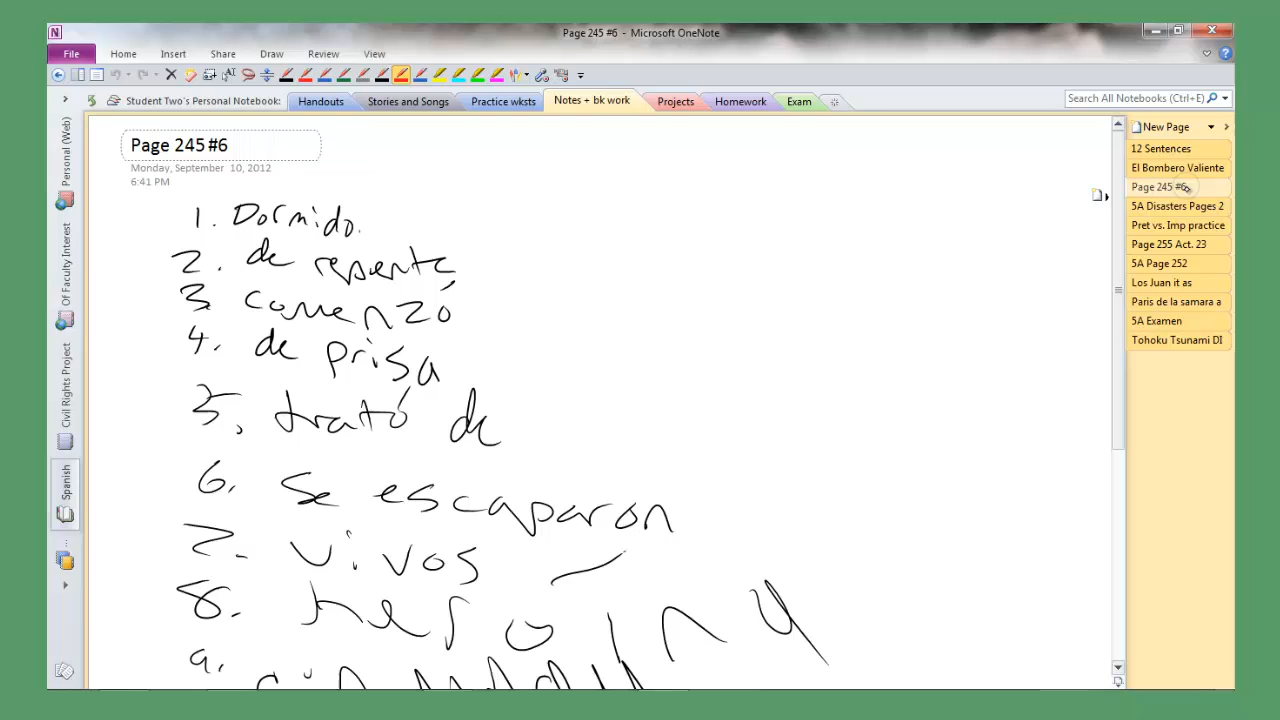 Page 245 #6 - Microsoft OneNote
File Home Insert Share Draw Review View
Student Two's Personal Notebook: Handouts Stories and Songs Practice wksts Notes + bk work Projects Homework Exam
Search All Notebooks (Ctrl+E)
Personal (Web)
Of Faculty Interest
Civil Rights Project
Spanish
Page 245 #6
Monday, September 10, 2012
6:41 PM
1. Dormido.
2. de repente
3. comenzó
4. de prisa
5. trató de
6. Se escaparon
7. vivos
8. heroína
9.
New Page
12 Sentences
El Bombero Valiente
Page 245 #6
5A Disasters Pages 2
Pret vs. Imp practice
Page 255 Act. 23
5A Page 252
Los Juan it as
Paris de la samara a
5A Examen
Tohoku Tsunami DI